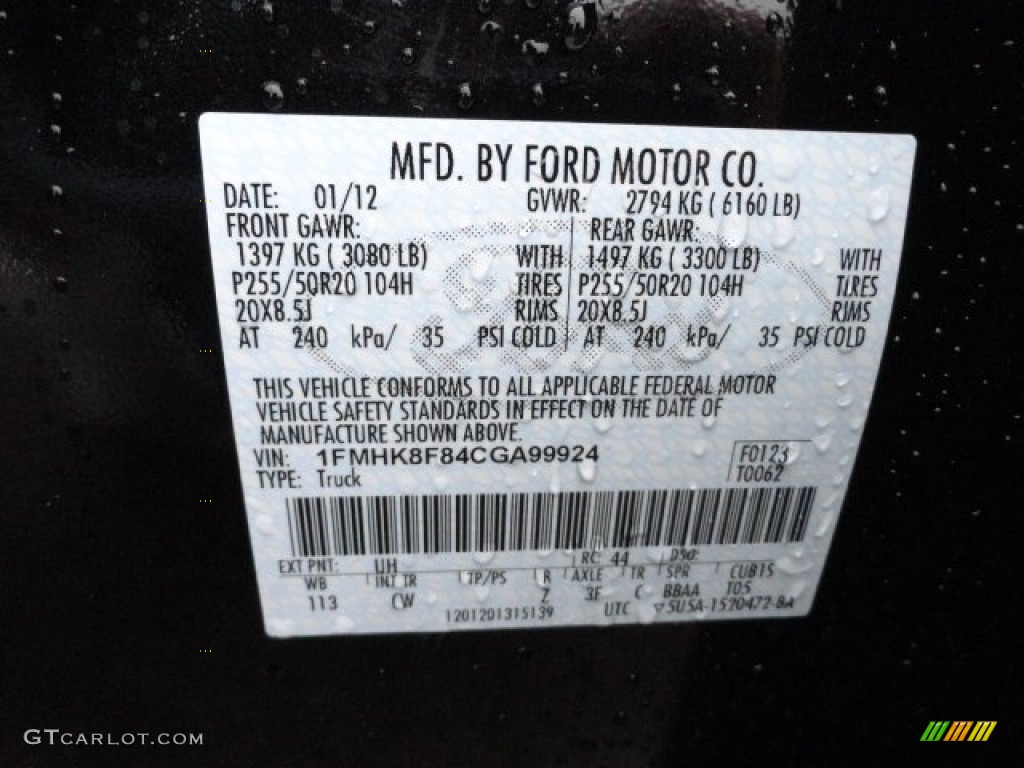 MFD. BY FORD MOTOR CO.
DATE: 01/12 GVWR: 2794 KG ( 6160 LB)
FRONT GAWR: REAR GAWR:
1397 KG ( 3080 LB) WITH 1497 KG ( 3300 LB) WITH
P255/50R20 104H TIRES P255/50R20 104H TIRES
20X8.5J RIMS 20X8.5J RIMS
AT 240 kPa/ 35 PSI COLD AT 240 kPa/ 35 PSI COLD
THIS VEHICLE CONFORMS TO ALL APPLICABLE FEDERAL MOTOR
VEHICLE SAFETY STANDARDS IN EFFECT ON THE DATE OF
MANUFACTURE SHOWN ABOVE.
VIN: 1FMHK8F84CGA99924 F0123
TYPE: Truck T0062
EXT PNT: UH RC: 44 DSO:
WB INT TR TP/PS R AXLE TR SPR CUB1S
113 CW Z 3F C BBAA T05
1201201315139 UTC 5U5A-1520472-BA
GTCARLOT.COM